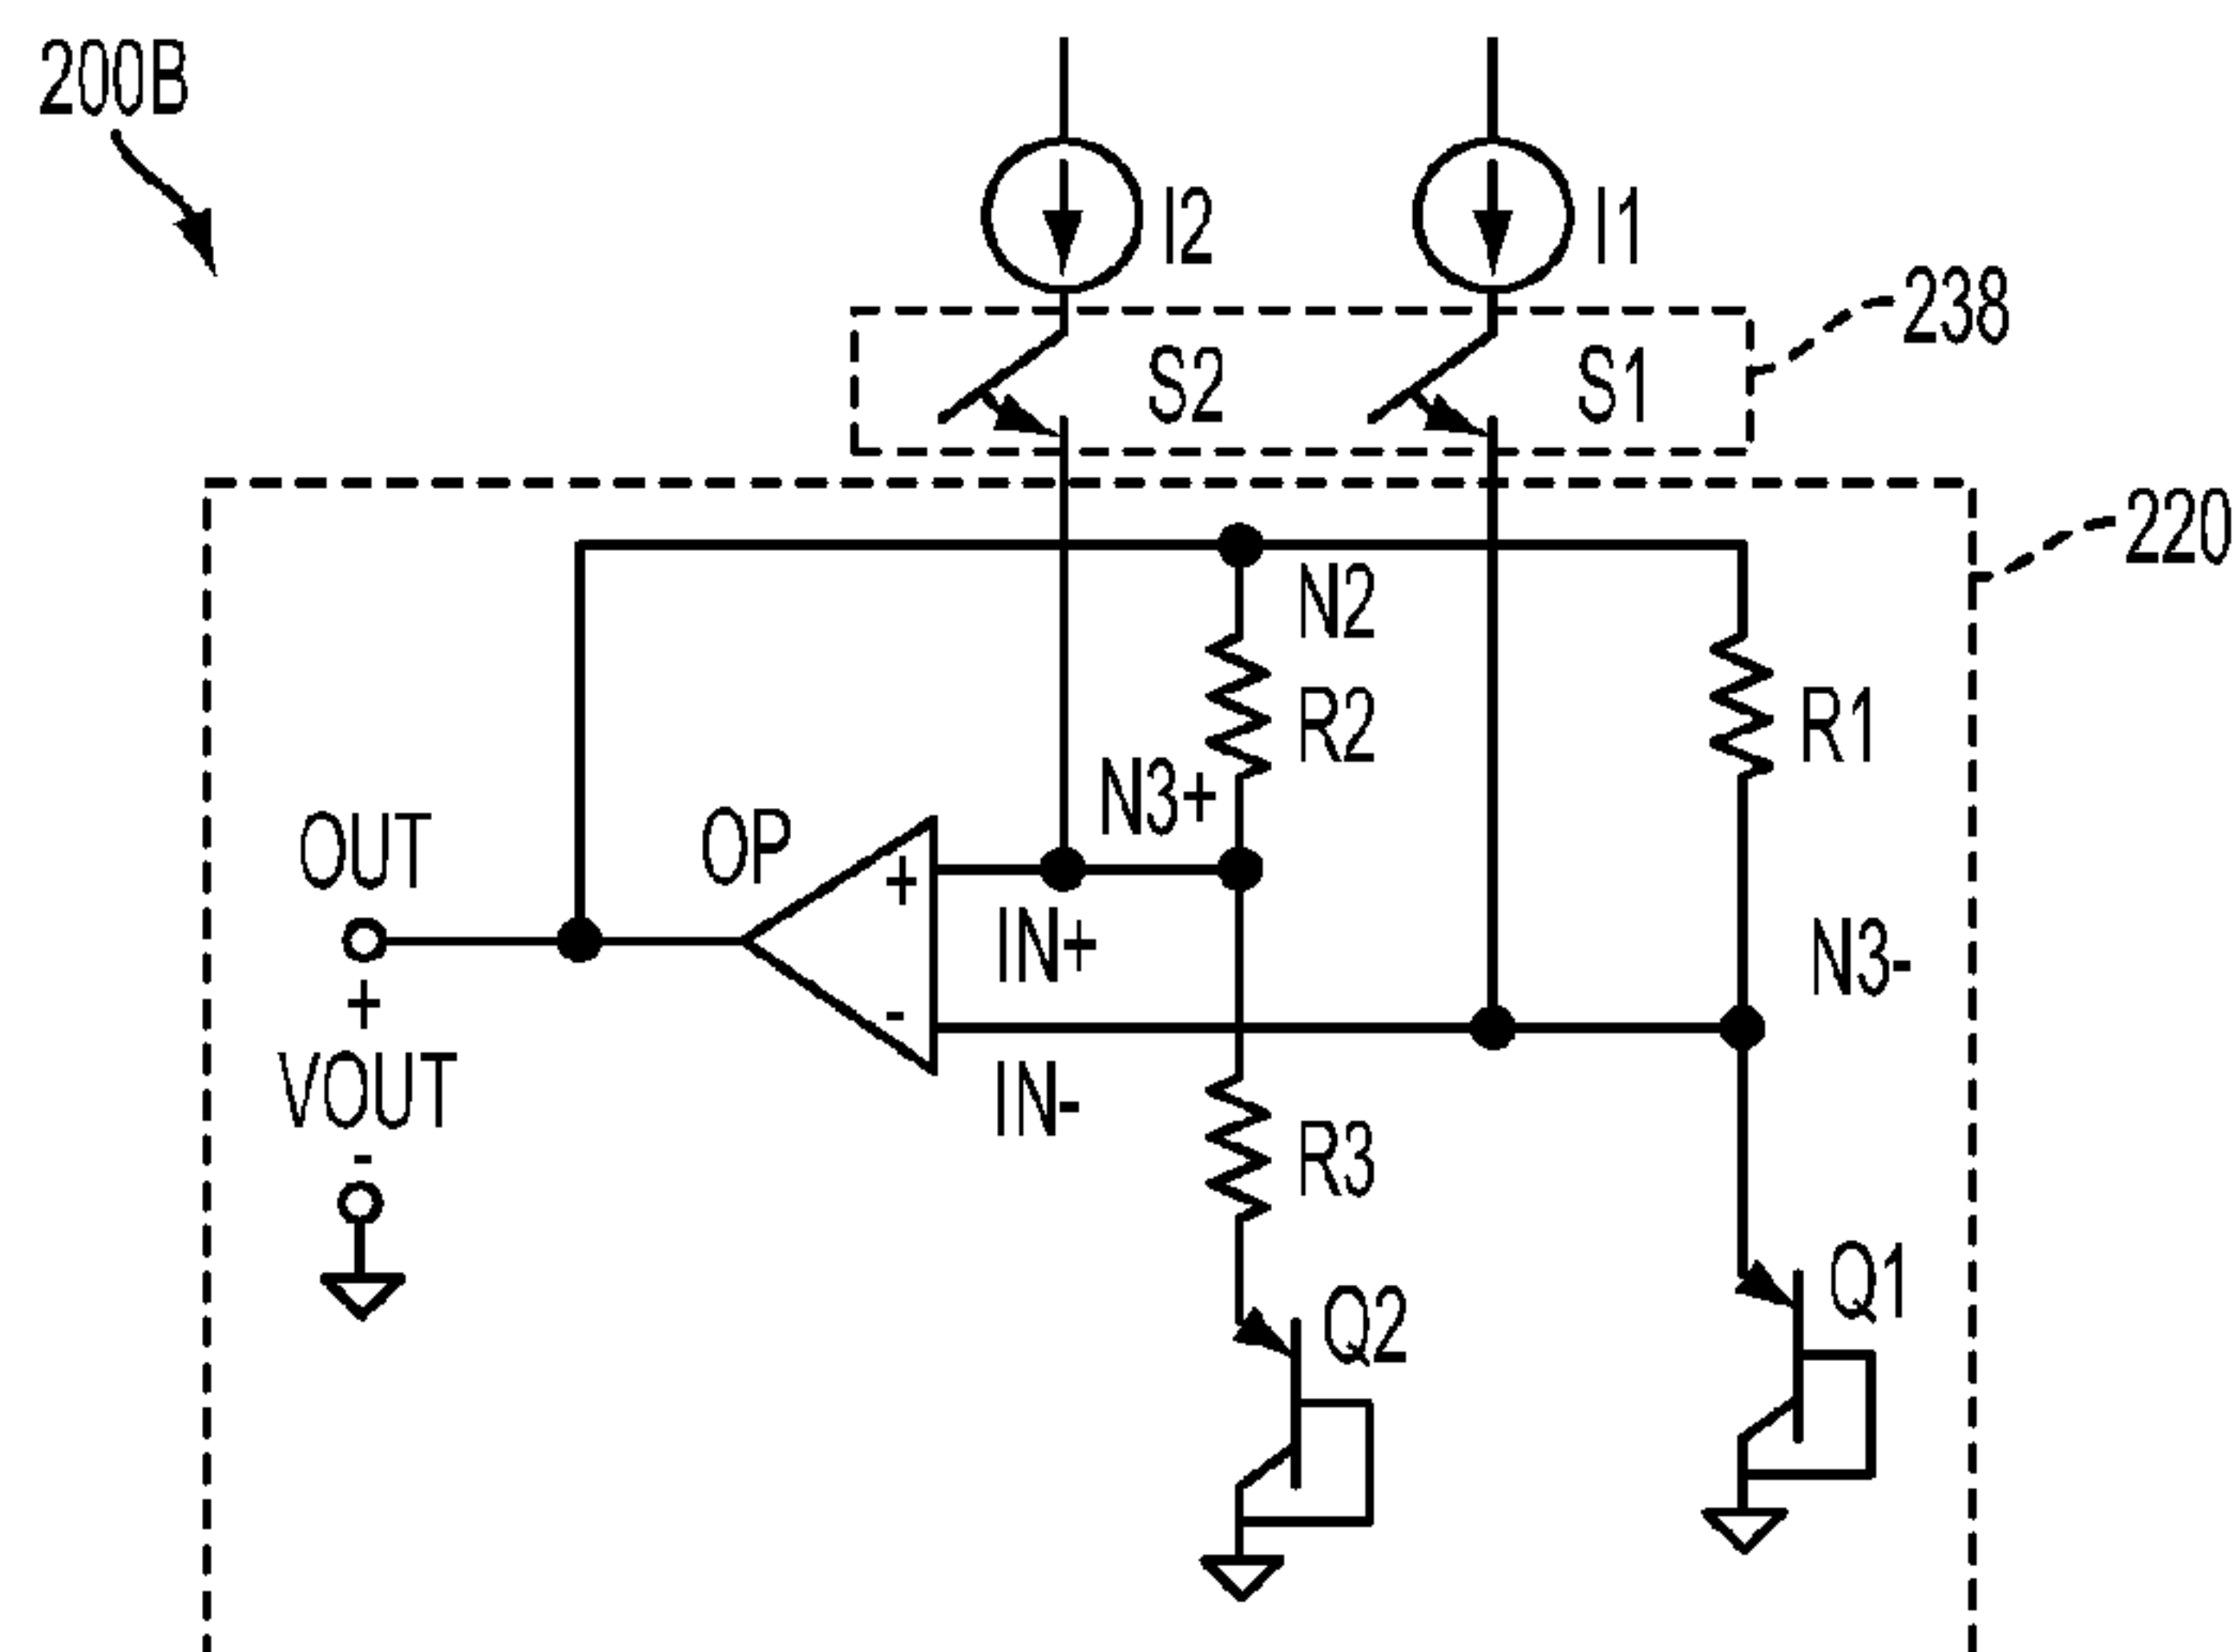 200B
I2
I1
238
S2
S1
220
N2
R2
R1
N3+
OUT
OP
+
IN+
N3-
-
+
IN-
VOUT
R3
-
Q1
Q2